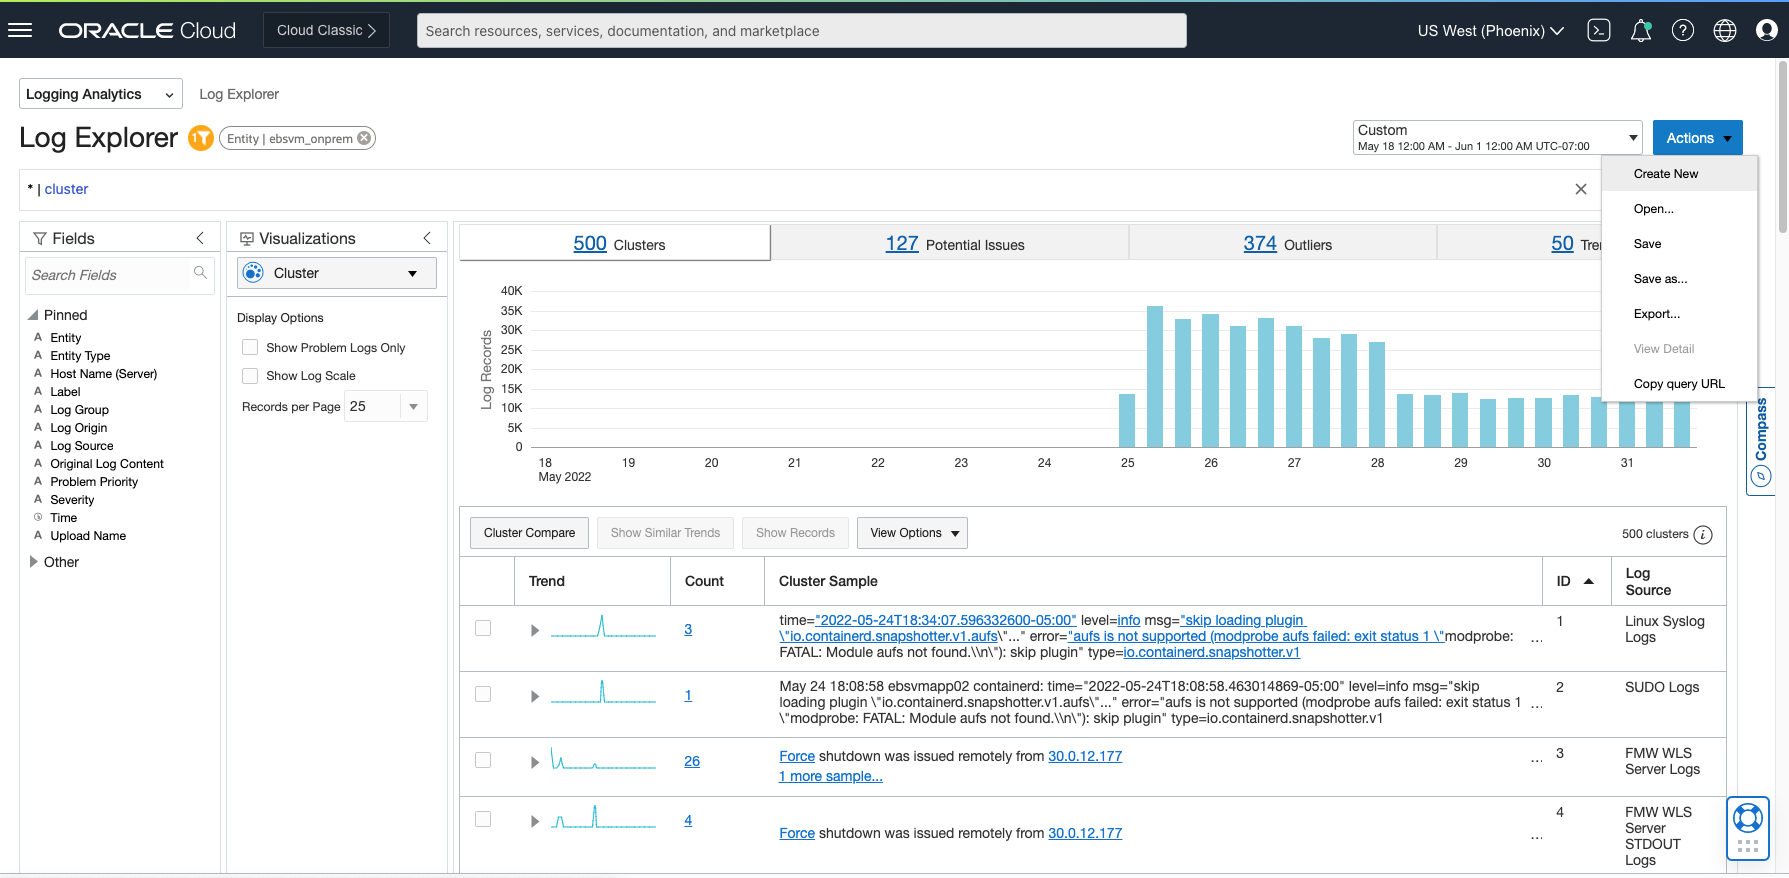 ORACLE Cloud
Cloud Classic
Search resources, services, documentation, and marketplace
US West (Phoenix)
Logging Analytics
Log Explorer
Log Explorer
1
Entity | ebsvm_onprem
Custom
May 18 12:00 AM - Jun 1 12:00 AM UTC-07:00
Actions
Create New
Open...
Save
Save as...
Export...
View Detail
Copy query URL
* | cluster
Fields
Search Fields
Pinned
A Entity
A Entity Type
A Host Name (Server)
A Label
A Log Group
A Log Origin
A Log Source
A Original Log Content
A Problem Priority
A Severity
Time
A Upload Name
Other
Visualizations
Cluster
Display Options
Show Problem Logs Only
Show Log Scale
Records per Page 25
500 Clusters
127 Potential Issues
374 Outliers
50
Log Records
40K
35K
30K
25K
20K
15K
10K
5K
0
18 19 20 21 22 23 24 25 26 27 28 29 30 31
May 2022
Compass
Cluster Compare
Show Similar Trends
Show Records
View Options
500 clusters
Trend Count Cluster Sample ID Log Source
3
time="2022-05-24T18:34:07.596332600-05:00" level=info msg="skip loading plugin
\"io.containerd.snapshotter.v1.aufs\"..." error="aufs is not supported (modprobe aufs failed: exit status 1 \"modprobe:
FATAL: Module aufs not found.\\n\"): skip plugin" type=io.containerd.snapshotter.v1
...
1
Linux Syslog
Logs
1
May 24 18:08:58 ebsvmapp02 containerd: time="2022-05-24T18:08:58.463014869-05:00" level=info msg="skip
loading plugin \"io.containerd.snapshotter.v1.aufs\"..." error="aufs is not supported (modprobe aufs failed: exit status 1
\"modprobe: FATAL: Module aufs not found.\\n\"): skip plugin" type=io.containerd.snapshotter.v1
...
2
SUDO Logs
26
Force shutdown was issued remotely from 30.0.12.177
1 more sample...
...
3
FMW WLS
Server Logs
4
Force shutdown was issued remotely from 30.0.12.177
...
4
FMW WLS
Server
STDOUT
Logs